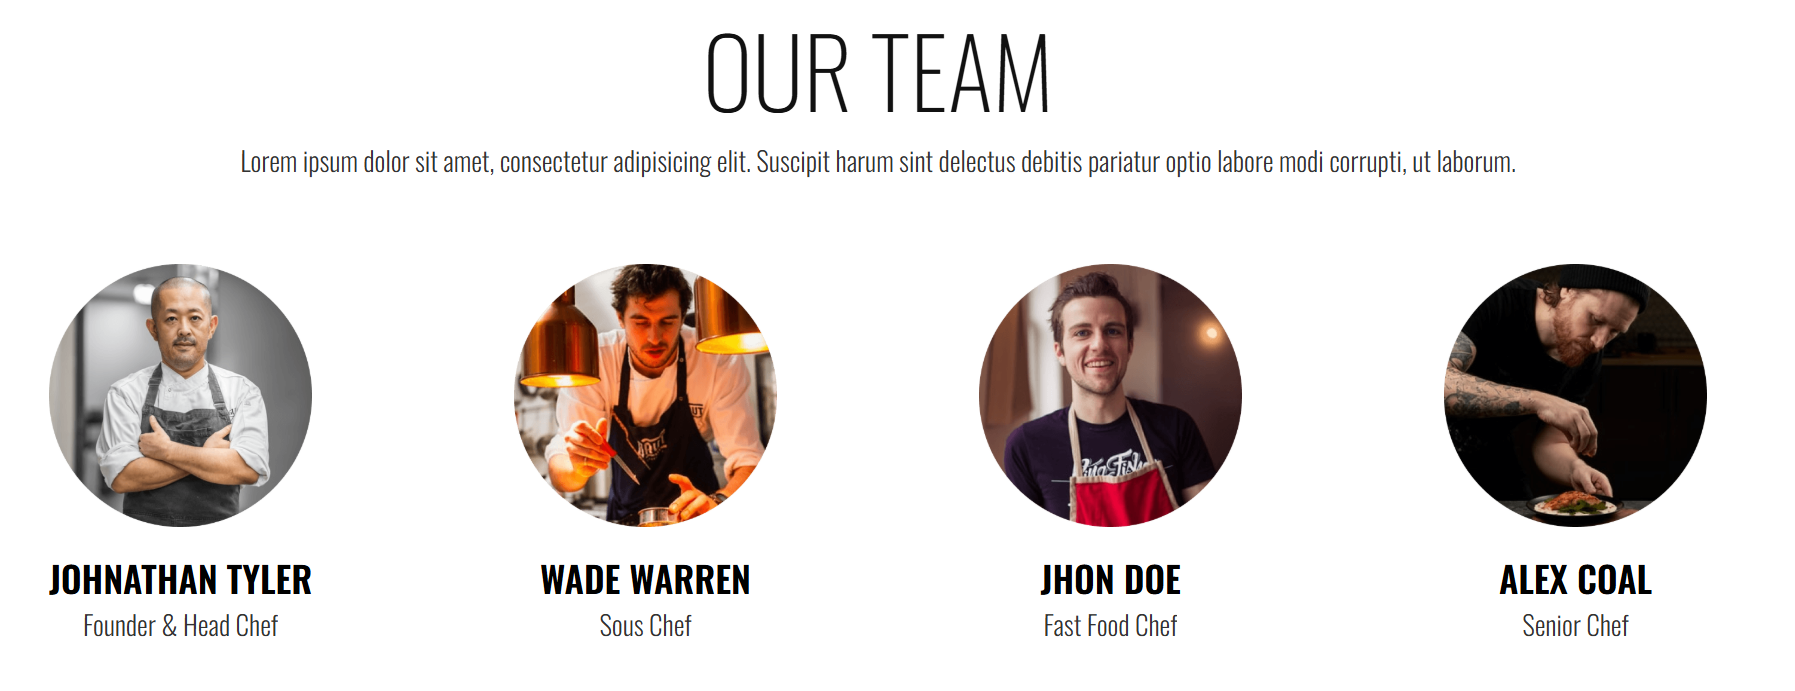 OUR TEAM
Lorem ipsum dolor sit amet, consectetur adipisicing elit. Suscipit harum sint delectus debitis pariatur optio labore modi corrupti, ut laborum.
JOHNATHAN TYLER
WADE WARREN
JHON DOE
ALEX COAL
Founder & Head Chef
Sous Chef
Fast Food Chef
Senior Chef